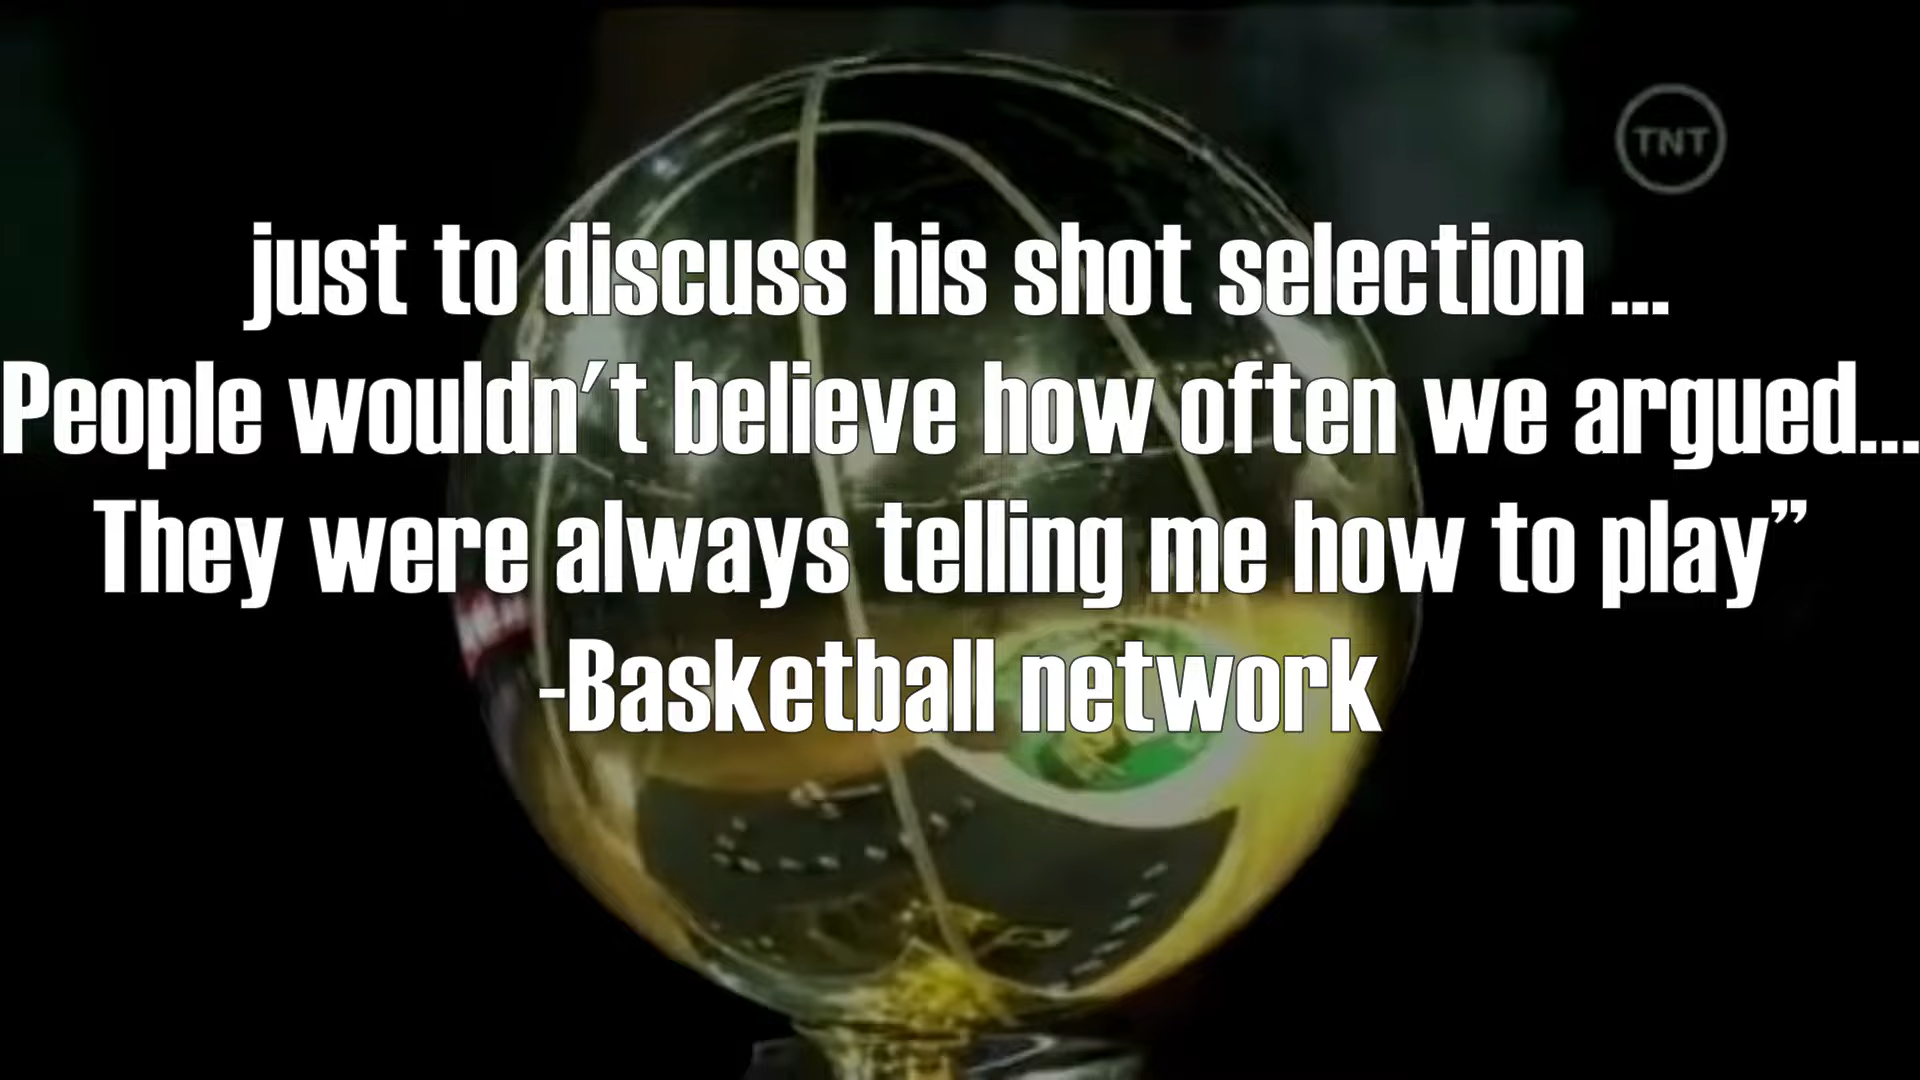 TNT
just to discuss his shot selection ...
People wouldn't believe how often we argued...
They were always telling me how to play”
-Basketball network